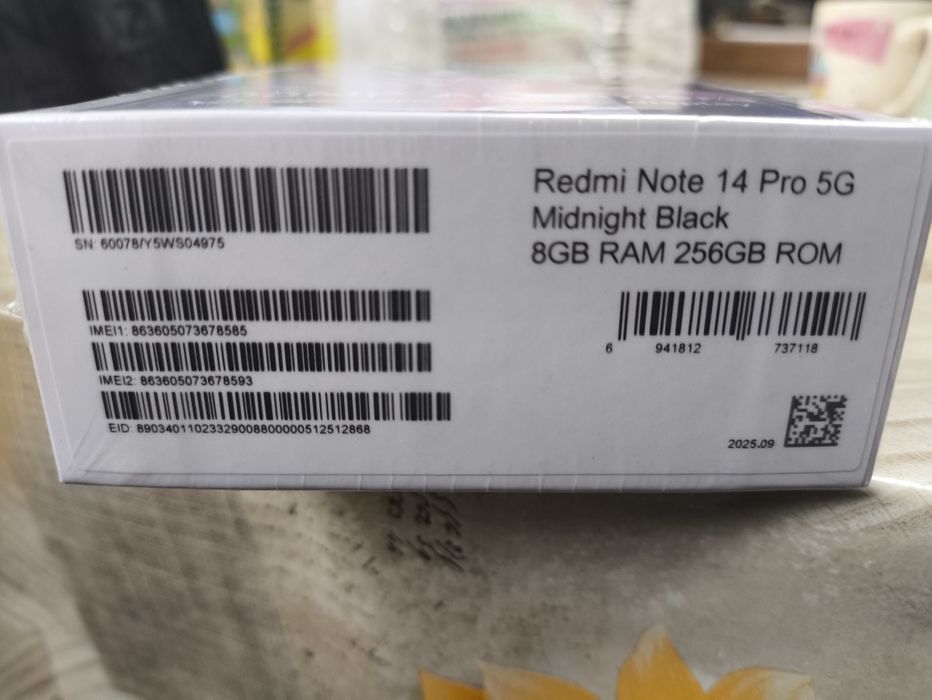 SN: 60078/Y5WS04975
IMEI1: 863605073678585
IMEI2: 863605073678593
EID: 89034011023329008800000512512868
Redmi Note 14 Pro 5G
Midnight Black
8GB RAM 256GB ROM
6 941812 737118
2025.09